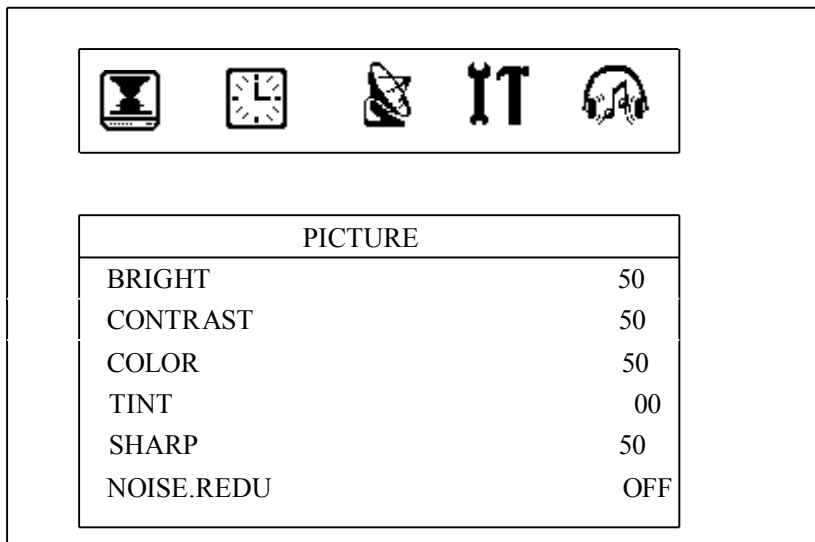 PICTURE
BRIGHT 50
CONTRAST 50
COLOR 50
TINT 00
SHARP 50
NOISE.REDU OFF